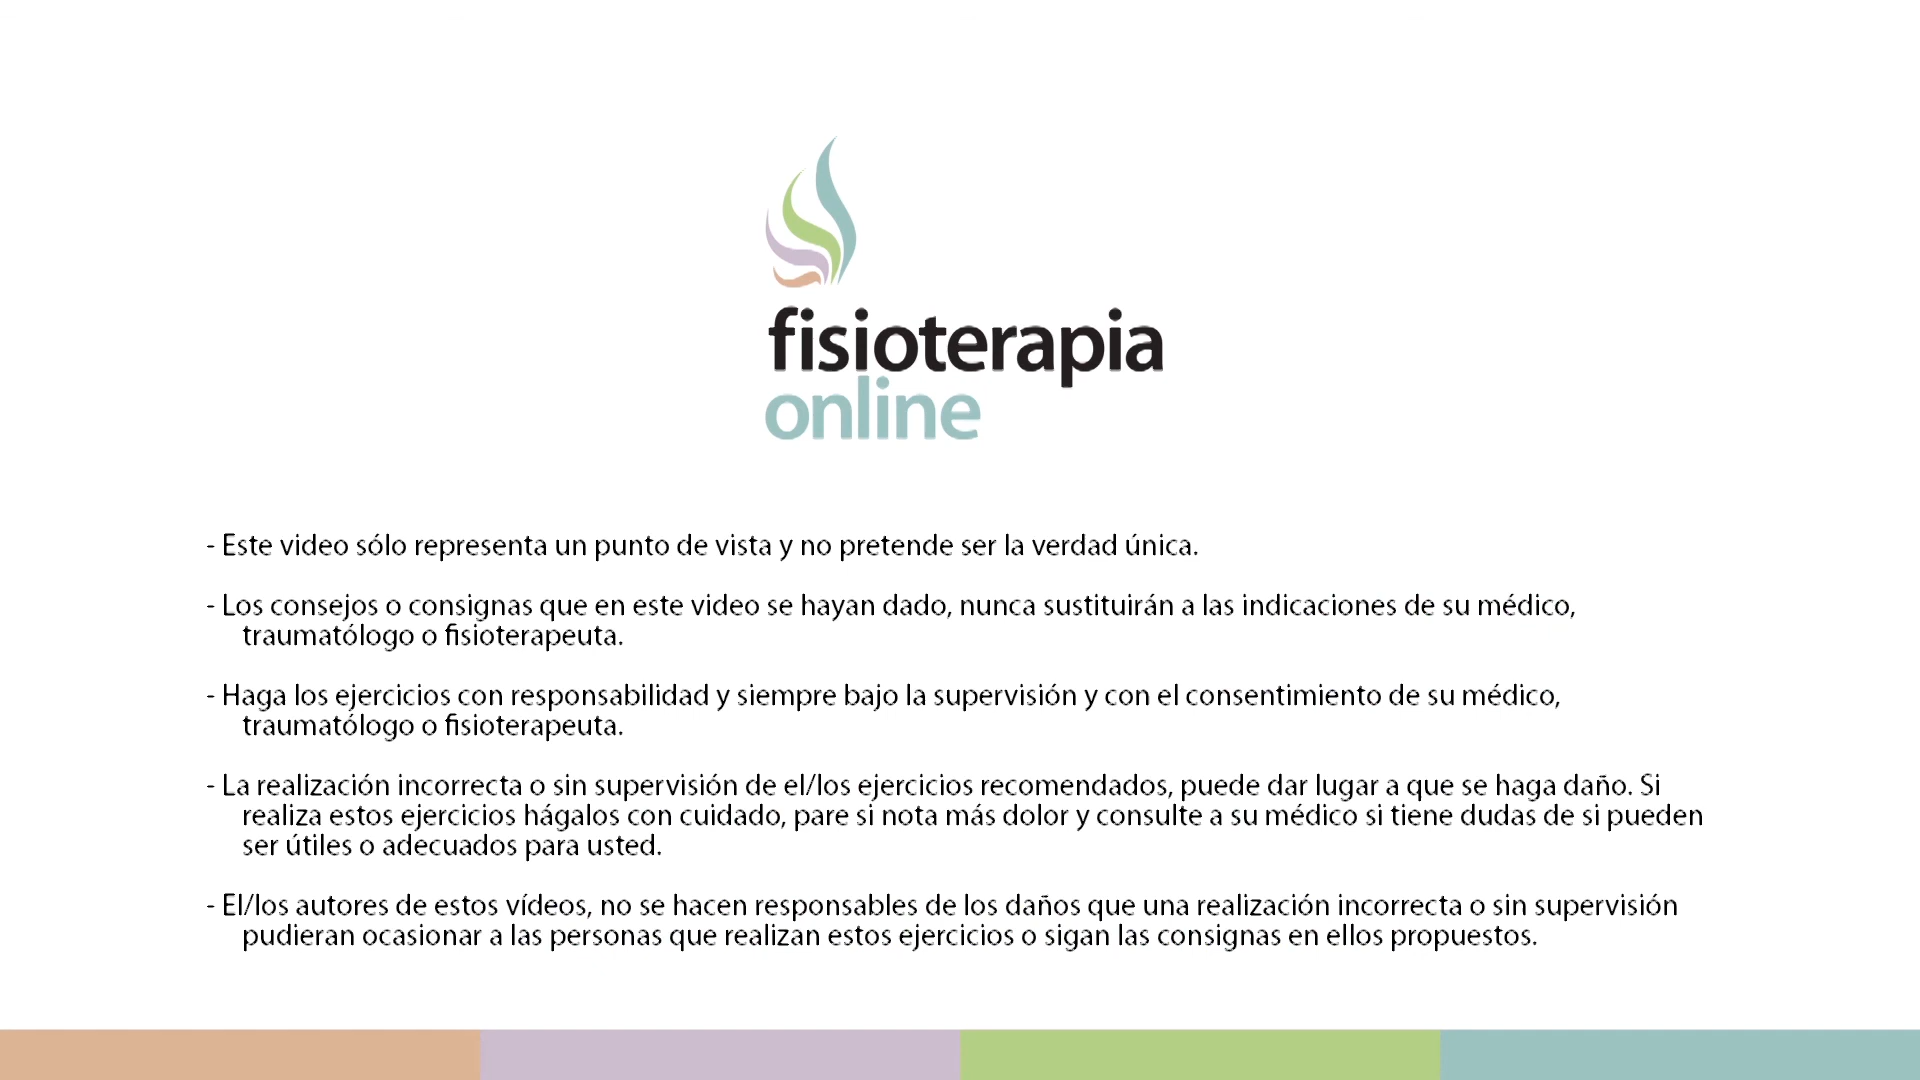 fisioterapia
online
- Este video sólo representa un punto de vista y no pretende ser la verdad única.
- Los consejos o consignas que en este video se hayan dado, nunca sustituirán a las indicaciones de su médico,
traumatólogo o fisioterapeuta.
- Haga los ejercicios con responsabilidad y siempre bajo la supervisión y con el consentimiento de su médico,
traumatólogo o fisioterapeuta.
- La realización incorrecta o sin supervisión de el/los ejercicios recomendados, puede dar lugar a que se haga daño. Si
realiza estos ejercicios hágalos con cuidado, pare si nota más dolor y consulte a su médico si tiene dudas de si pueden
ser útiles o adecuados para usted.
- El/los autores de estos vídeos, no se hacen responsables de los daños que una realización incorrecta o sin supervisión
pudieran ocasionar a las personas que realizan estos ejercicios o sigan las consignas en ellos propuestos.